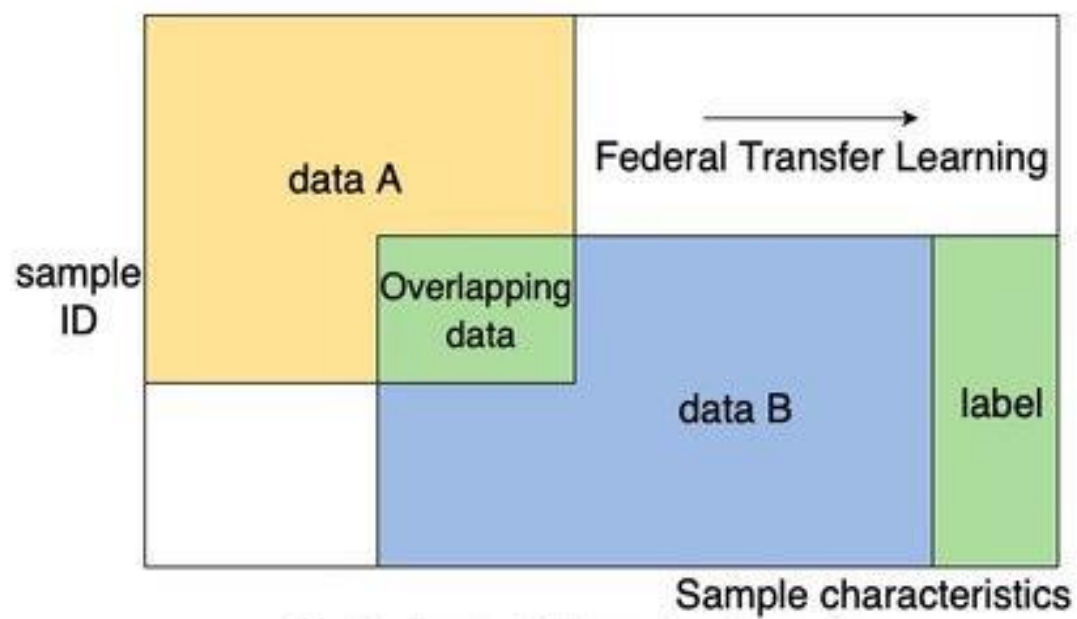 data A
Federal Transfer Learning
sample
ID
Overlapping
data
data B
label
Sample characteristics